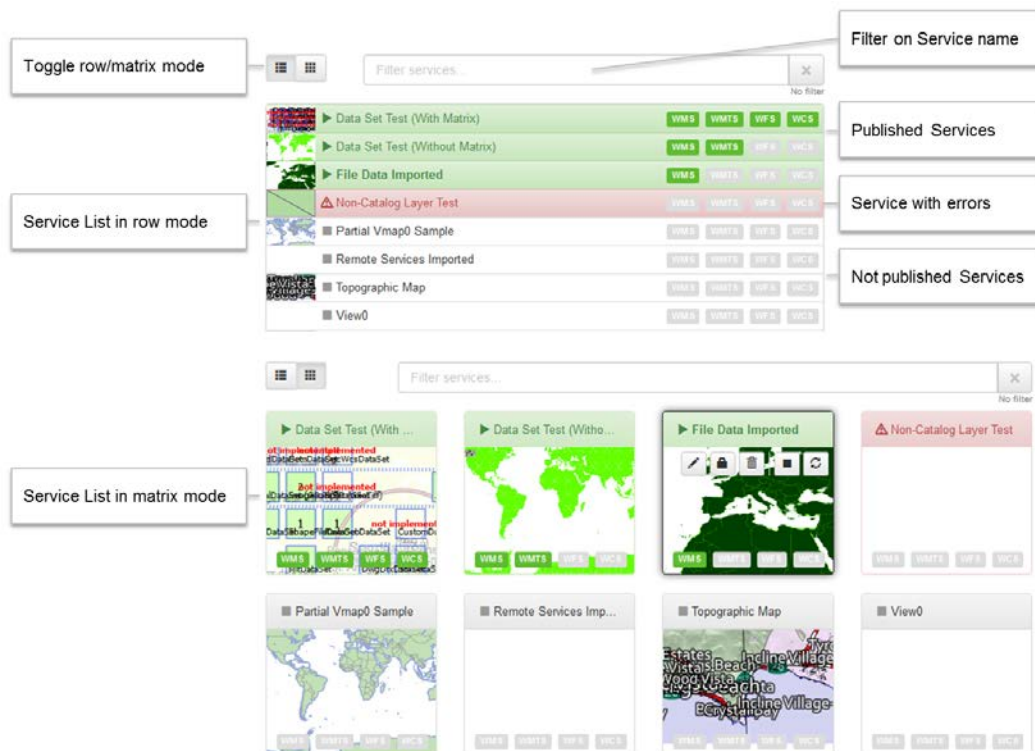 Filter on Service name
Toggle row/matrix mode
Filter services...
No filter
Data Set Test (With Matrix) WMS WMTS WFS WCS
Published Services
Data Set Test (Without Matrix) WMS WMTS WFS WCS
File Data Imported WMS WMTS WFS WCS
Non-Catalog Layer Test WMS WMTS WFS WCS
Service with errors
Service List in row mode
Partial Vmap0 Sample WMS WMTS WFS WCS
Remote Services Imported WMS WMTS WFS WCS
Not published Services
Topographic Map WMS WMTS WFS WCS
View0 WMS WMTS WFS WCS
Filter services...
No filter
Data Set Test (With ...
Data Set Test (Witho...
File Data Imported
Non-Catalog Layer Test
Service List in matrix mode
not implemented
not implemented
WMS WMTS WFS WCS
WMS WMTS WFS WCS
WMS WMTS WFS WCS
WMS WMTS WFS WCS
Partial Vmap0 Sample
Remote Services Imp...
Topographic Map
View0
Estates
Vista
Beach
Incline Village
Wood Vista
Incline Village
WMS WMTS WFS WCS
WMS WMTS WFS WCS
WMS WMTS WFS WCS
WMS WMTS WFS WCS